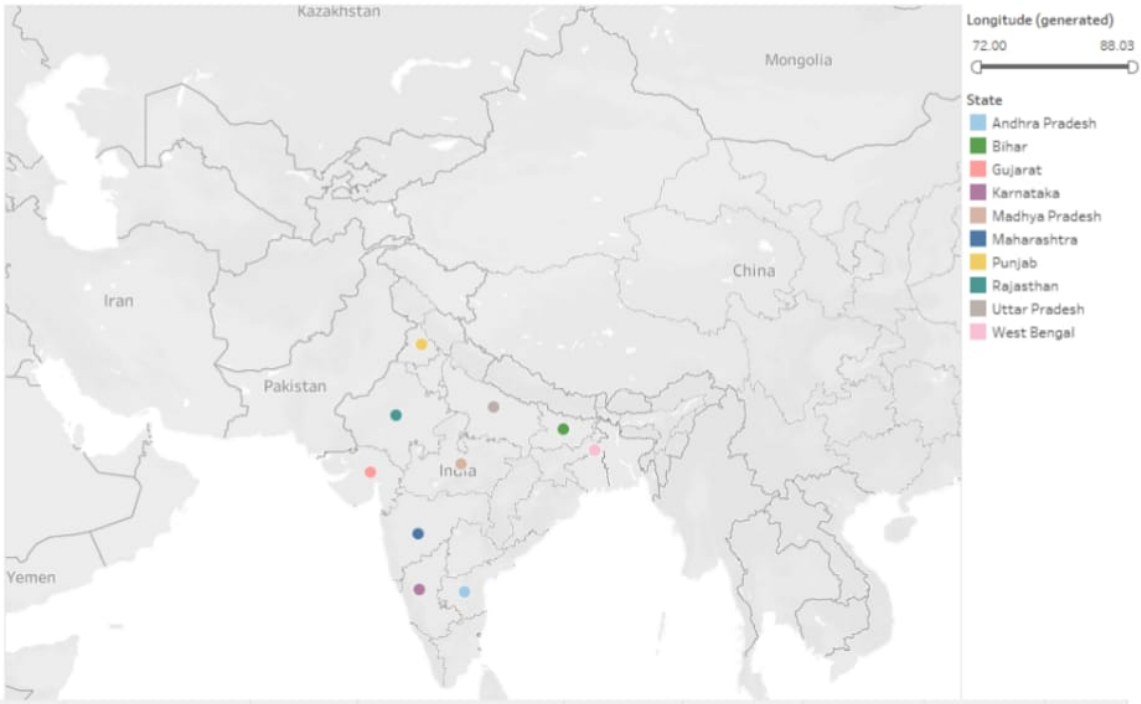 Kazakhstan
Mongolia
China
Iran
Pakistan
India
Yemen
Longitude (generated)
72.00 88.03
State
Andhra Pradesh
Bihar
Gujarat
Karnataka
Madhya Pradesh
Maharashtra
Punjab
Rajasthan
Uttar Pradesh
West Bengal